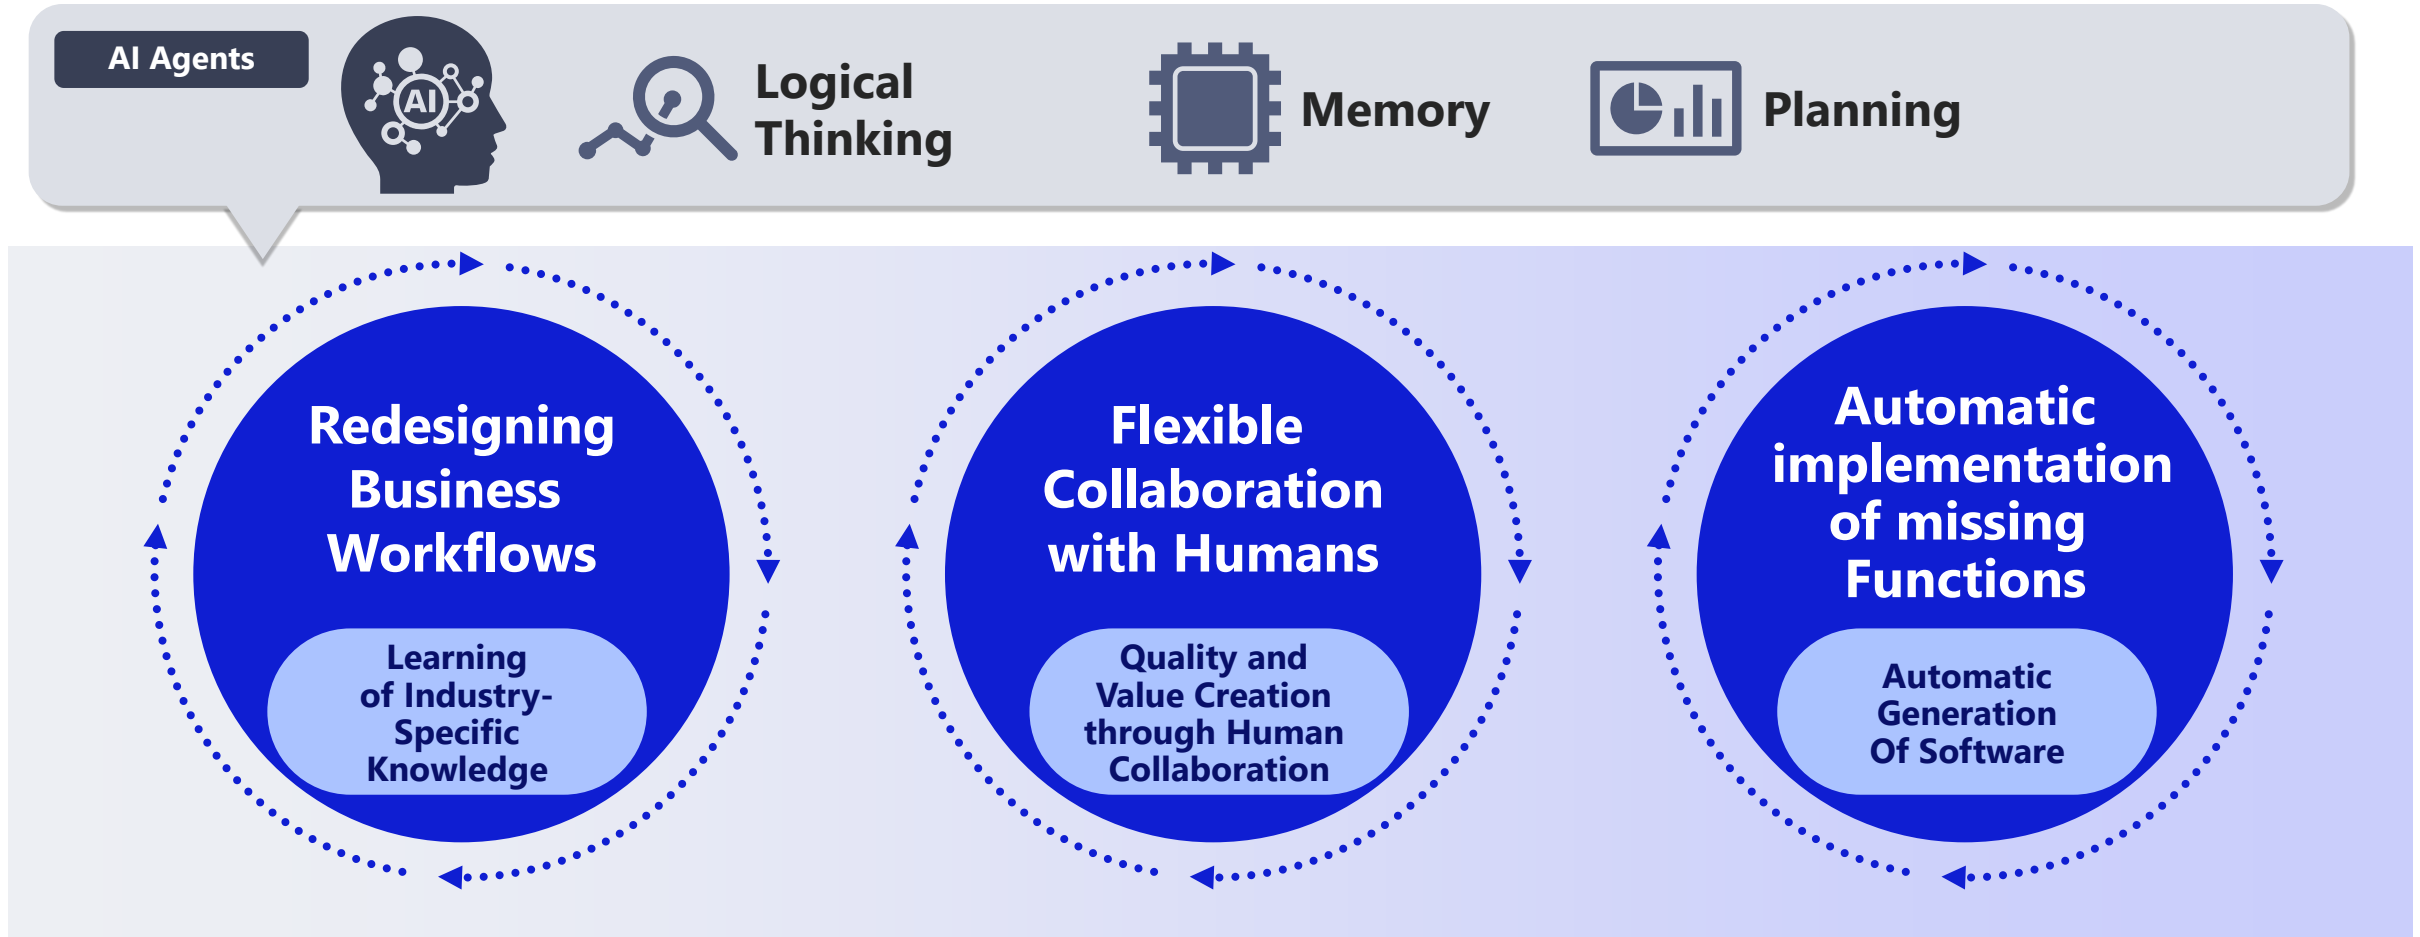 AI Agents
AI
Logical
Thinking
Memory
Planning
Redesigning
Business
Workflows
Learning
of Industry-
Specific
Knowledge
Flexible
Collaboration
with Humans
Quality and
Value Creation
through Human
Collaboration
Automatic
implementation
of missing
Functions
Automatic
Generation
Of Software